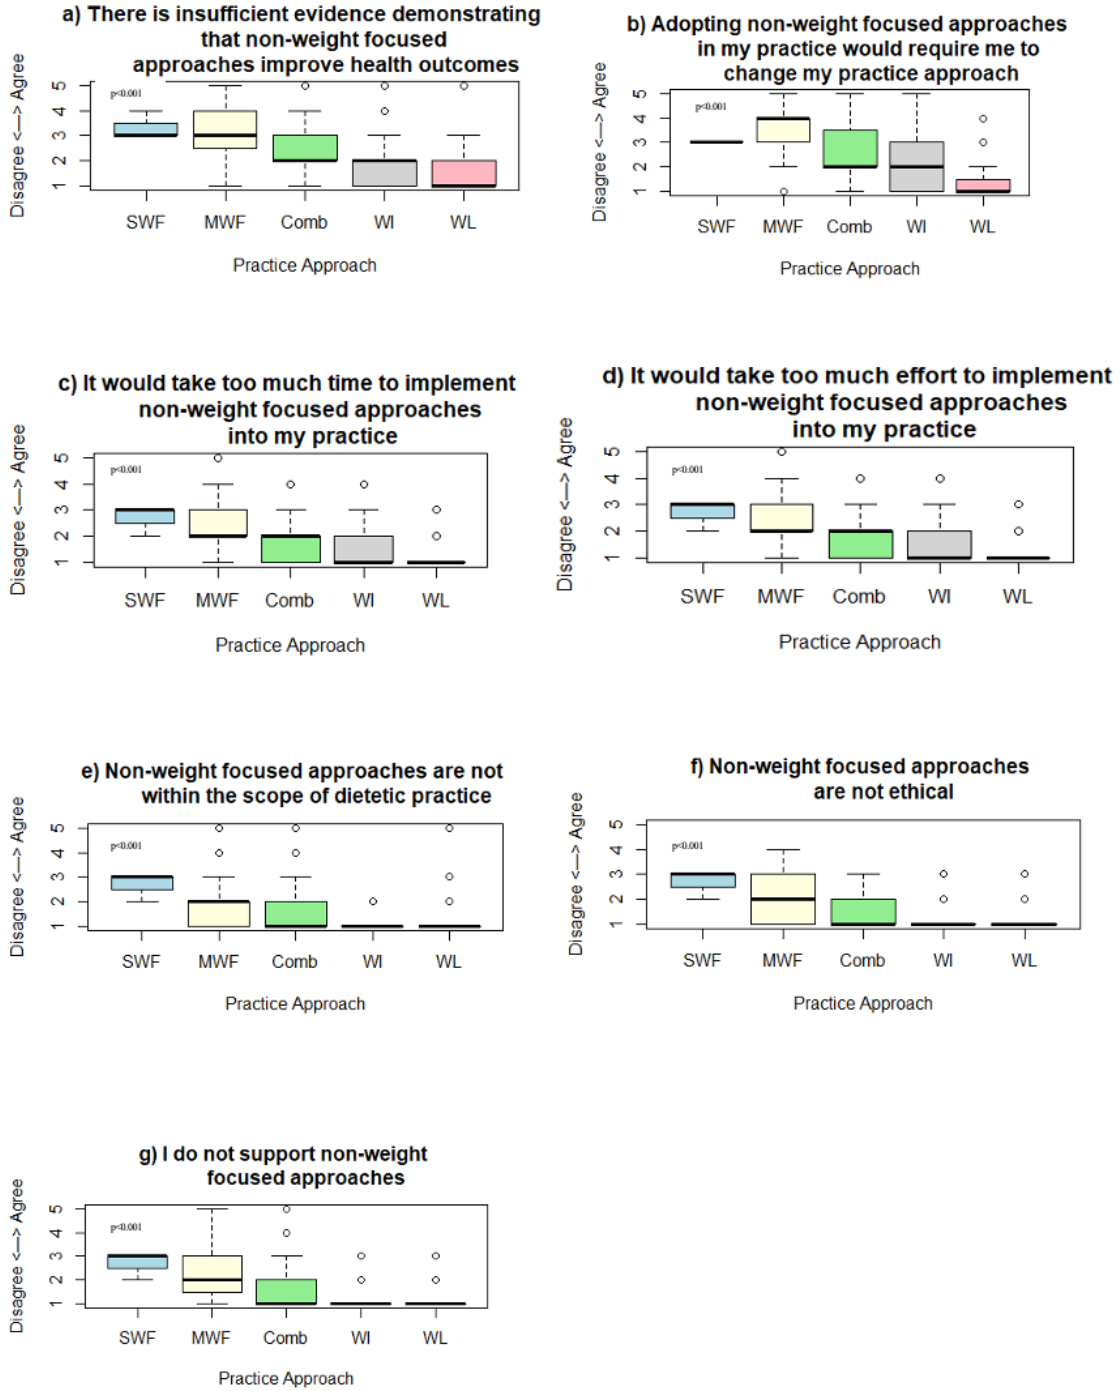 a) There is insufficient evidence demonstrating
that non-weight focused
approaches improve health outcomes
Disagree <—> Agree
5
4
3
2
1
p<0.001
SWF MWF Comb WI WL
Practice Approach
b) Adopting non-weight focused approaches
in my practice would require me to
change my practice approach
Disagree <—> Agree
5
4
3
2
1
p<0.001
SWF MWF Comb WI WL
Practice Approach
c) It would take too much time to implement
non-weight focused approaches
into my practice
Disagree <—> Agree
5
4
3
2
1
p<0.001
SWF MWF Comb WI WL
Practice Approach
d) It would take too much effort to implement
non-weight focused approaches
into my practice
Disagree <—> Agree
5
4
3
2
1
p<0.001
SWF MWF Comb WI WL
Practice Approach
e) Non-weight focused approaches are not
within the scope of dietetic practice
Disagree <—> Agree
5
4
3
2
1
p<0.001
SWF MWF Comb WI WL
Practice Approach
f) Non-weight focused approaches
are not ethical
Disagree <—> Agree
5
4
3
2
1
p<0.001
SWF MWF Comb WI WL
Practice Approach
g) I do not support non-weight
focused approaches
Disagree <—> Agree
5
4
3
2
1
p<0.001
SWF MWF Comb WI WL
Practice Approach